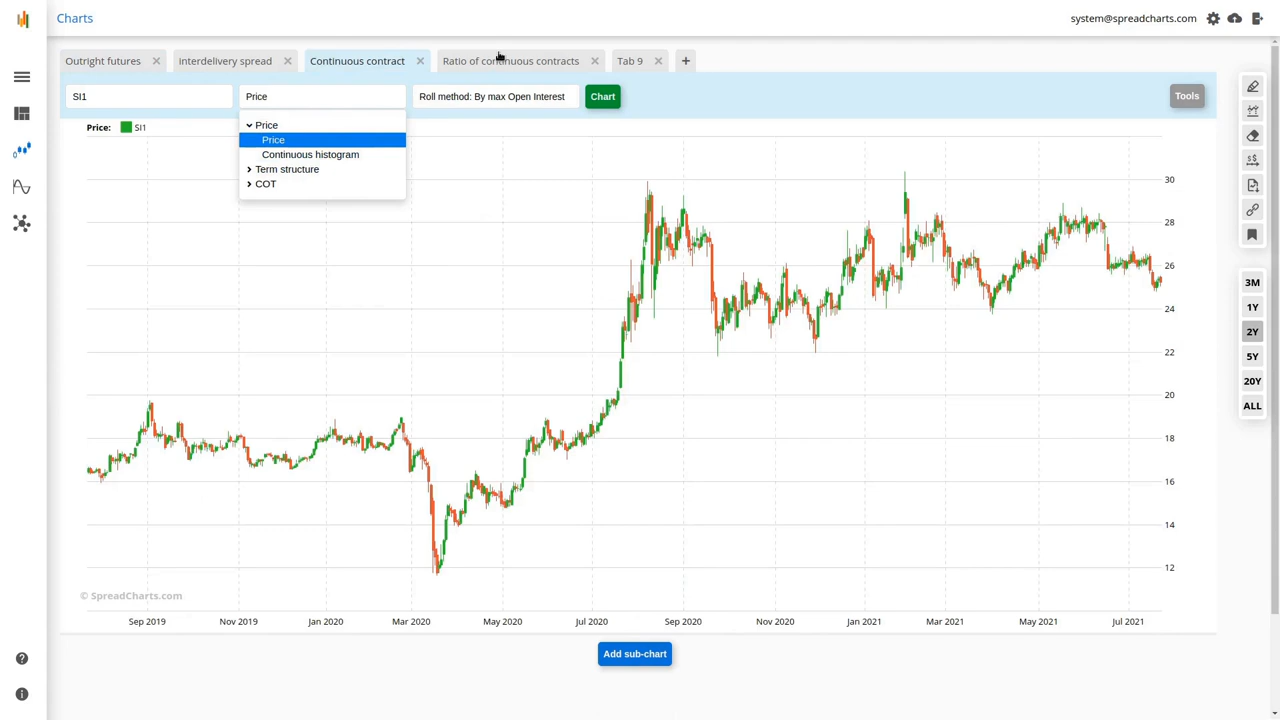 Charts
system@spreadcharts.com
Outright futures
Interdelivery spread
Continuous contract
Ratio of continuous contracts
Tab 9
SI1
Price
Roll method: By max Open Interest
Chart
Tools
Price: SI1
Price
Price
Continuous histogram
Term structure
COT
30
28
26
24
22
20
18
16
14
12
3M
1Y
2Y
5Y
20Y
ALL
© SpreadCharts.com
Sep 2019
Nov 2019
Jan 2020
Mar 2020
May 2020
Jul 2020
Sep 2020
Nov 2020
Jan 2021
Mar 2021
May 2021
Jul 2021
Add sub-chart